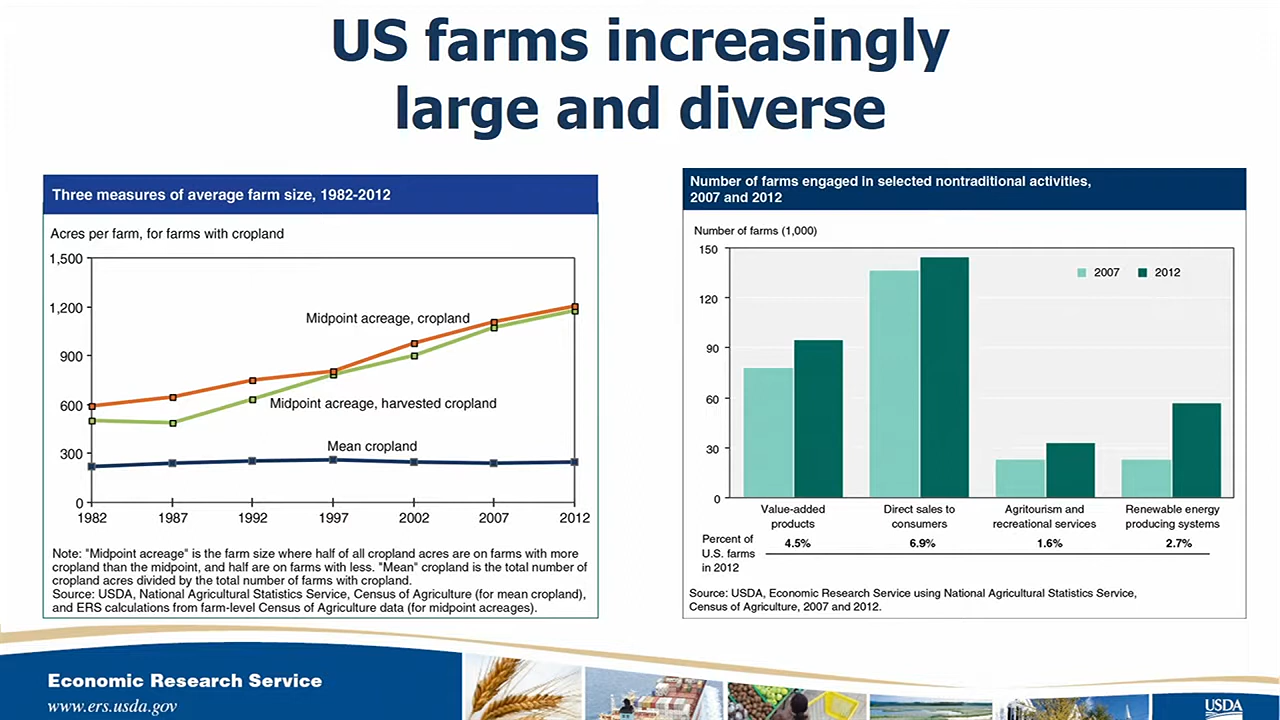 US farms increasingly
large and diverse
Three measures of average farm size, 1982-2012
Acres per farm, for farms with cropland
1,500
1,200
900
600
300
0
Midpoint acreage, cropland
Midpoint acreage, harvested cropland
Mean cropland
1982 1987 1992 1997 2002 2007 2012
Note: "Midpoint acreage" is the farm size where half of all cropland acres are on farms with more
cropland than the midpoint, and half are on farms with less. "Mean" cropland is the total number of
cropland acres divided by the total number of farms with cropland.
Source: USDA, National Agricultural Statistics Service, Census of Agriculture (for mean cropland),
and ERS calculations from farm-level Census of Agriculture data (for midpoint acreages).
Number of farms engaged in selected nontraditional activities,
2007 and 2012
Number of farms (1,000)
150
120
90
60
30
0
2007 2012
Value-added
products
Direct sales to
consumers
Agritourism and
recreational services
Renewable energy
producing systems
Percent of
U.S. farms
in 2012
4.5% 6.9% 1.6% 2.7%
Source: USDA, Economic Research Service using National Agricultural Statistics Service,
Census of Agriculture, 2007 and 2012.
Economic Research Service
www.ers.usda.gov
USDA